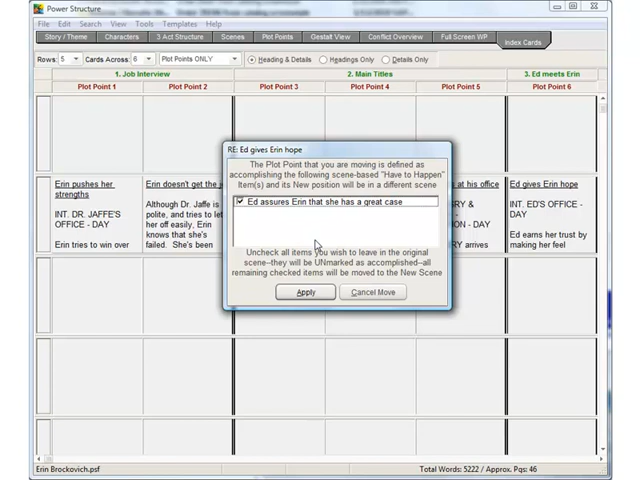 Power Structure
File Edit Search View Tools Templates Help
Story / Theme Characters 3 Act Structure Scenes Plot Points Gestalt View Conflict Overview Full Screen WP Index Cards
Rows: 5 Cards Across: 6 Plot Points ONLY Heading & Details Headings Only Details Only
1. Job Interview 2. Main Titles 3. Ed meets Erin
Plot Point 1 Plot Point 2 Plot Point 3 Plot Point 4 Plot Point 5 Plot Point 6
RE: Ed gives Erin hope
The Plot Point that you are moving is defined as
accomplishing the following scene-based "Have to Happen"
Item(s) and its New position will be in a different scene
Ed assures Erin that she has a great case
Uncheck all items you wish to leave in the original
scene--they will be UNmarked as accomplished--all
remaining checked items will be moved to the New Scene
Apply Cancel Move
Erin pushes her
strengths
INT. DR. JAFFE'S
OFFICE - DAY
Erin tries to win over
Erin doesn't get the
Although Dr. Jaffe is
polite, and tries to let
her off easily, Erin
knows that she's
failed. She's been
at his office
RY &
ON - DAY
RY arrives
Ed gives Erin hope
INT. ED'S OFFICE -
DAY
Ed earns her trust by
making her feel
Erin Brockovich.psf Total Words: 5222 / Approx. Pgs: 46